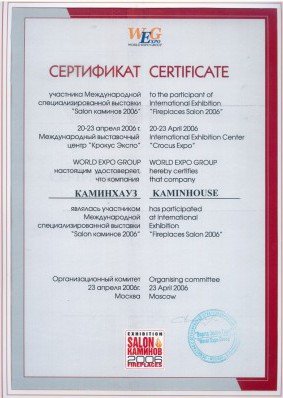 WEG
EXPO
WORLD EXPO GROUP
СЕРТИФИКАТ CERTIFICATE
участника Международной to the participant of
специализированной выставки International Exhibition
"Salon каминов 2006" "Fireplaces Salon 2006"
20-23 апреля 2006 г. 20-23 April 2006
Международный выставочный International Exhibition Center
центр "Крокус Экспо" "Crocus Expo"
WORLD EXPO GROUP WORLD EXPO GROUP
настоящим удостоверяет, hereby certifies
что компания that company
КАМИНХАУЗ KAMINHOUSE
являлась участником has participated
Международной at International
специализированной выставки Exhibition
"Salon каминов 2006" "Fireplaces Salon 2006"
Организационный комитет Organising committee
23 апреля 2006г. 23 April 2006
Москва Moscow
EXHIBITION
SALON
КАМИНОВ
2006
FIREPLACES